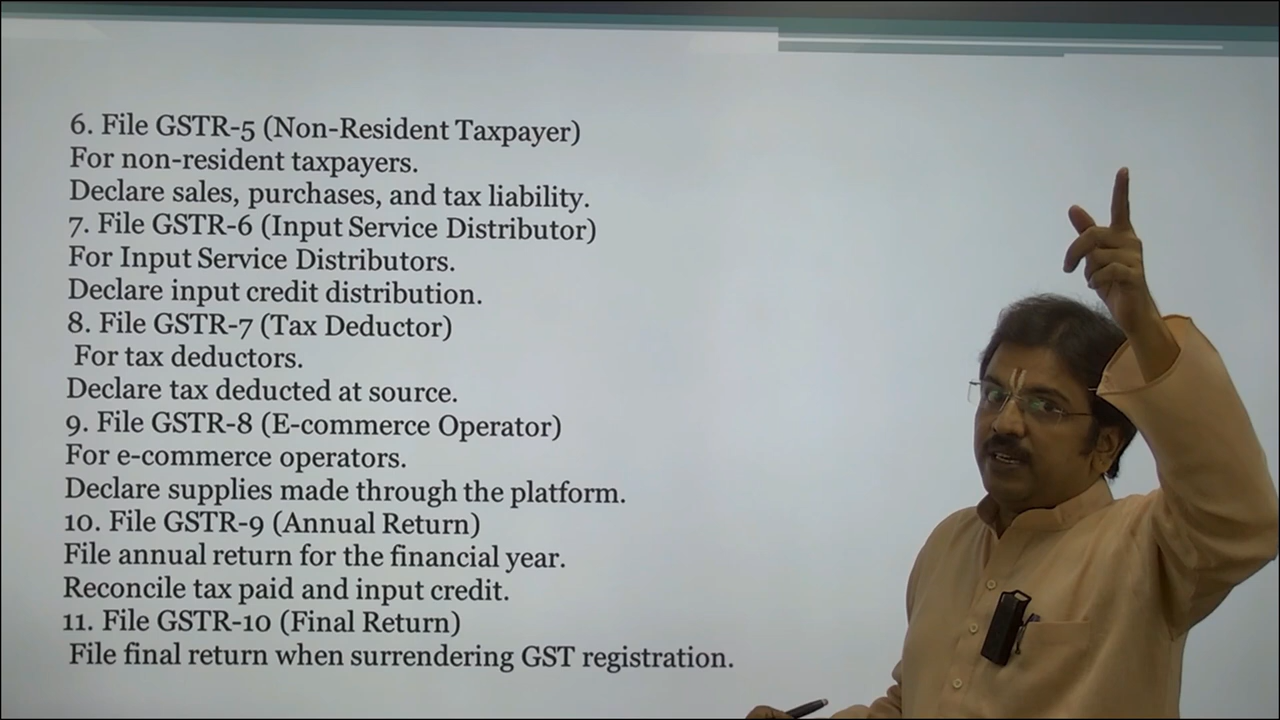 6. File GSTR-5 (Non-Resident Taxpayer)
For non-resident taxpayers.
Declare sales, purchases, and tax liability.
7. File GSTR-6 (Input Service Distributor)
For Input Service Distributors.
Declare input credit distribution.
8. File GSTR-7 (Tax Deductor)
For tax deductors.
Declare tax deducted at source.
9. File GSTR-8 (E-commerce Operator)
For e-commerce operators.
Declare supplies made through the platform.
10. File GSTR-9 (Annual Return)
File annual return for the financial year.
Reconcile tax paid and input credit.
11. File GSTR-10 (Final Return)
File final return when surrendering GST registration.